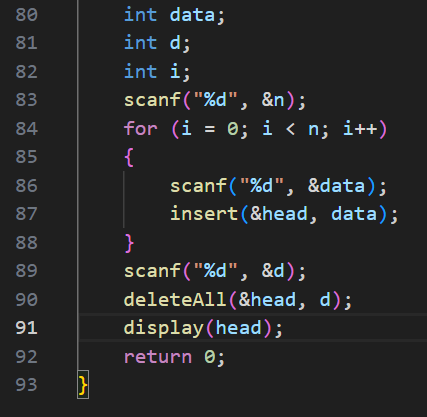 80 int data;
81 int d;
82 int i;
83 scanf("%d", &n);
84 for (i = 0; i < n; i++)
85 {
86 scanf("%d", &data);
87 insert(&head, data);
88 }
89 scanf("%d", &d);
90 deleteAll(&head, d);
91 display(head);
92 return 0;
93 }